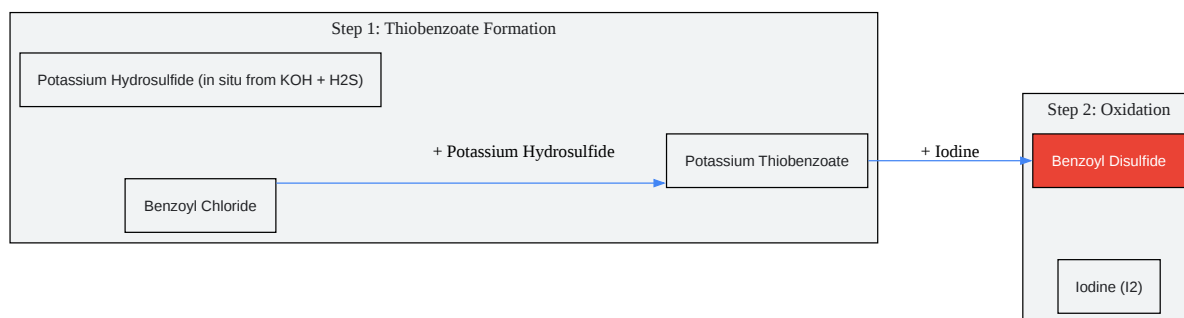 Step 1: Thiobenzoate Formation
Potassium Hydrosulfide (in situ from KOH + H2S)
Step 2: Oxidation
+ Potassium Hydrosulfide
Potassium Thiobenzoate
+ Iodine
Benzoyl Disulfide
Benzoyl Chloride
Iodine (I2)